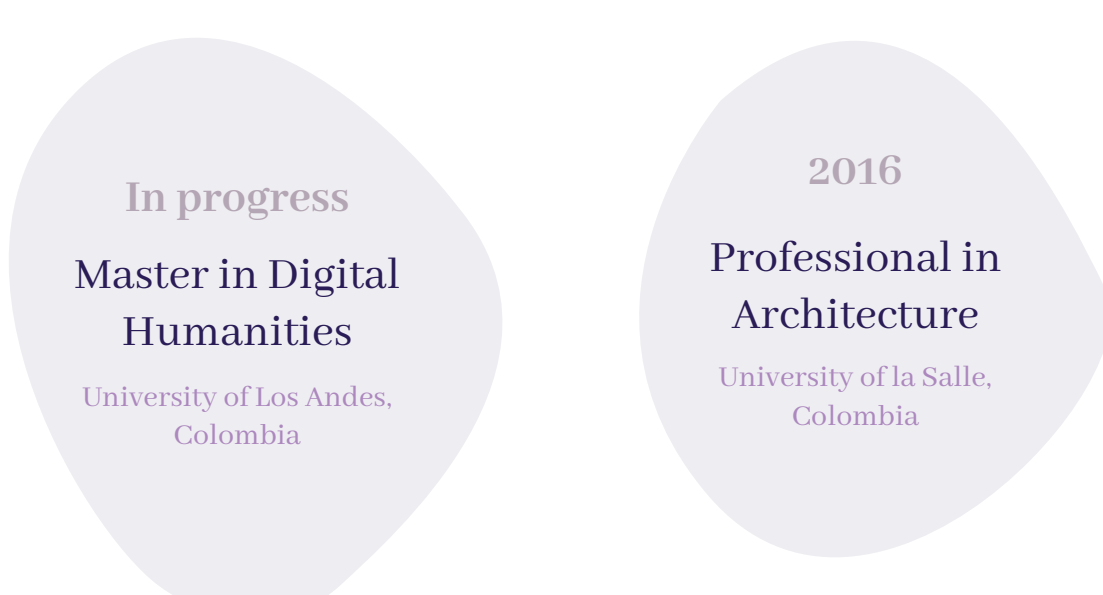 In progress
Master in Digital
Humanities
University of Los Andes,
Colombia
2016
Professional in
Architecture
University of la Salle,
Colombia